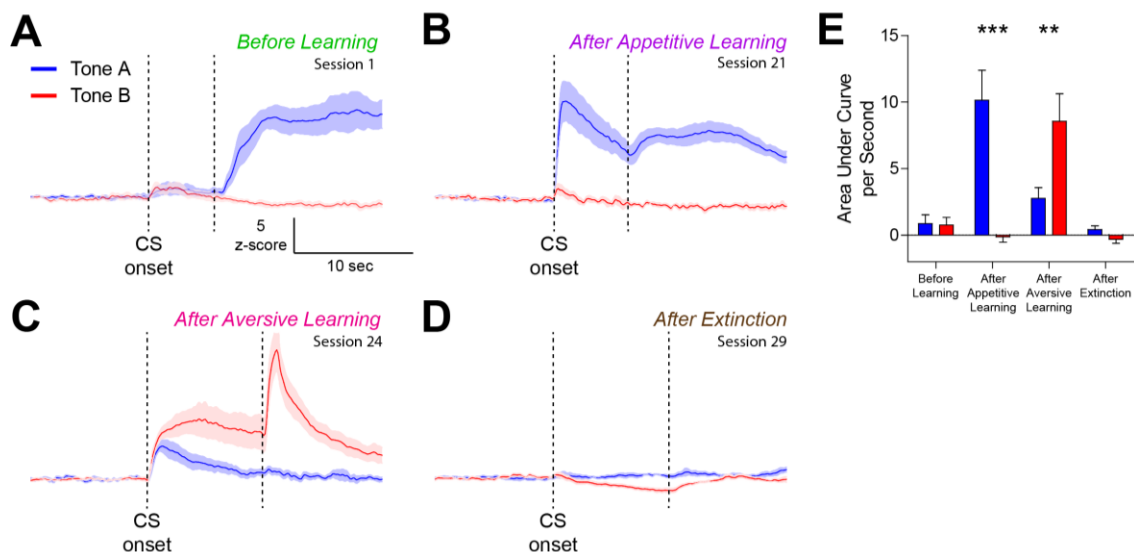 A
Before Learning
Session 1
Tone A
Tone B
CS
onset
5
z-score
10 sec
B
After Appetitive Learning
Session 21
CS
onset
C
After Aversive Learning
Session 24
CS
onset
D
After Extinction
Session 29
CS
onset
E
*** **
Area Under Curve
per Second
15
10
5
0
Before
Learning
After
Appetitive
Learning
After
Aversive
Learning
After
Extinction